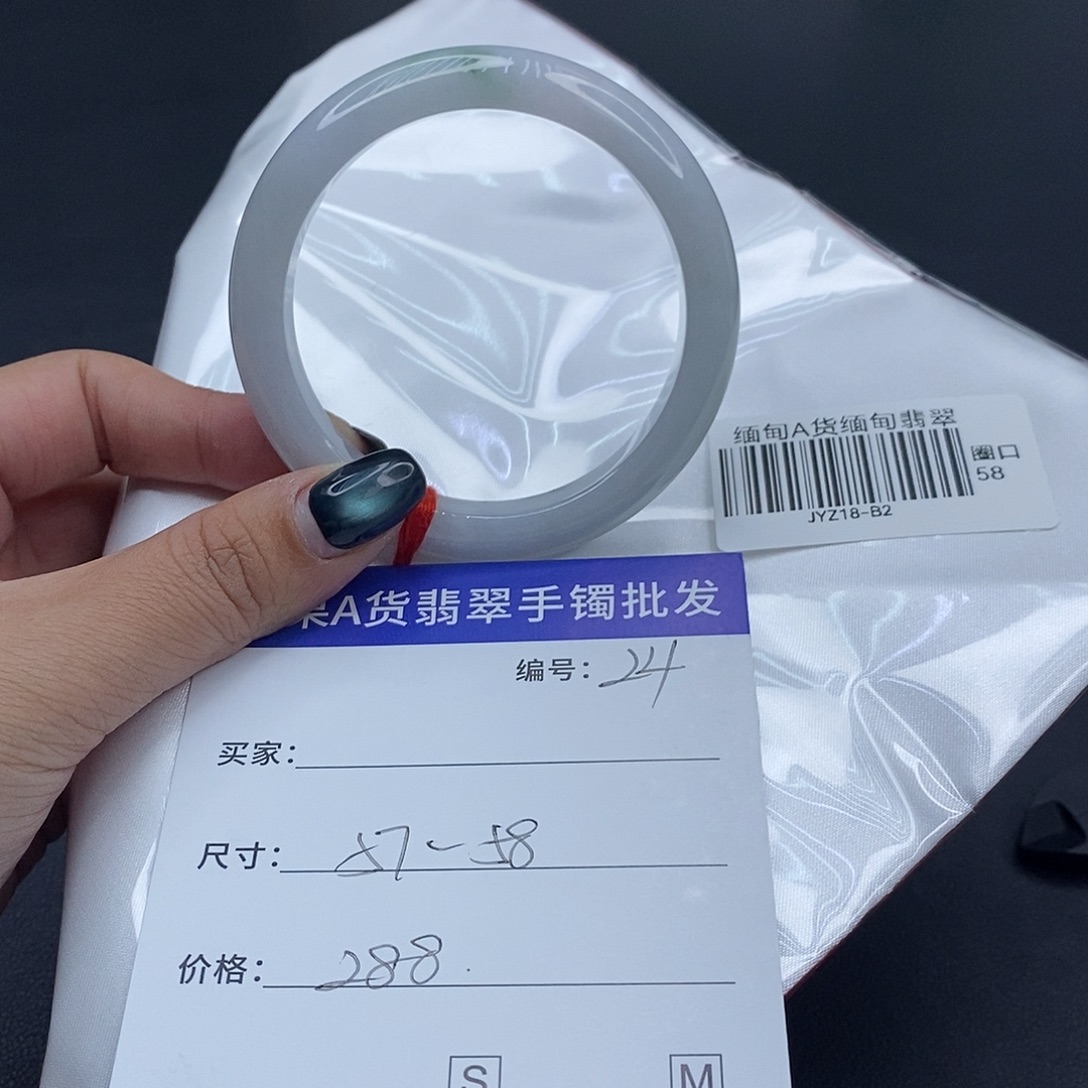 缅甸A货缅甸翡翠
圈口
58
JYZ18-B2
A货翡翠手镯批发
编号：24
买家：
尺寸：57~58
价格：288.
S
M